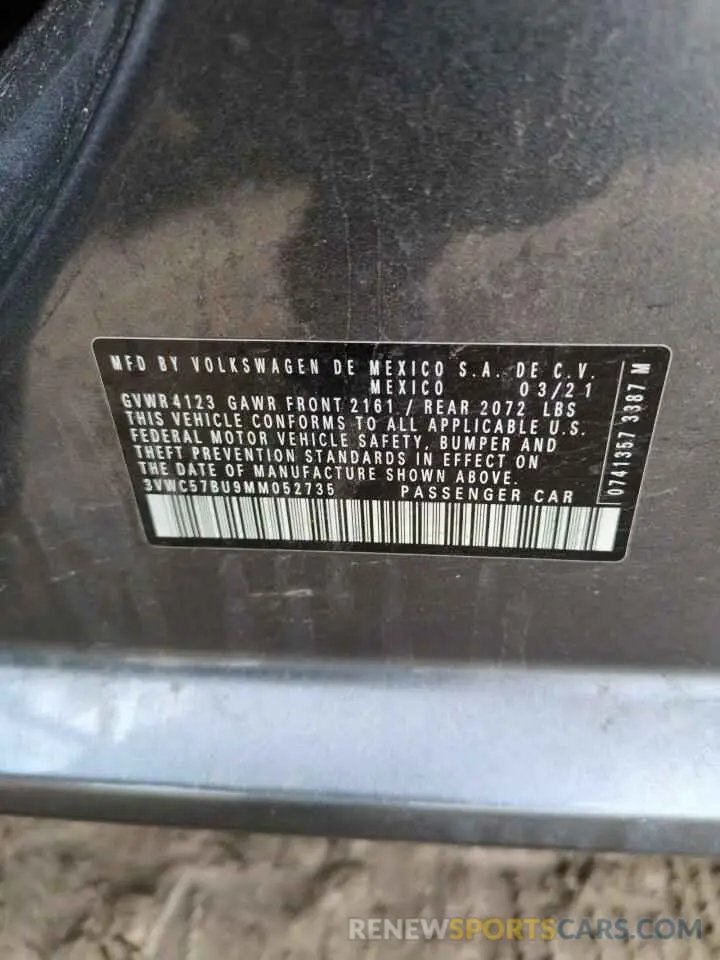 MFD BY VOLKSWAGEN DE MEXICO S.A. DE C.V.
MEXICO 03/21
GVWR 4123 GAWR FRONT 2161 / REAR 2072 LBS
THIS VEHICLE CONFORMS TO ALL APPLICABLE U.S.
FEDERAL MOTOR VEHICLE SAFETY, BUMPER AND
THEFT PREVENTION STANDARDS IN EFFECT ON
THE DATE OF MANUFACTURE SHOWN ABOVE.
3VWC57BU9MM052735 PASSENGER CAR
0741357 3387 M
RENEWSPORTSCARS.COM